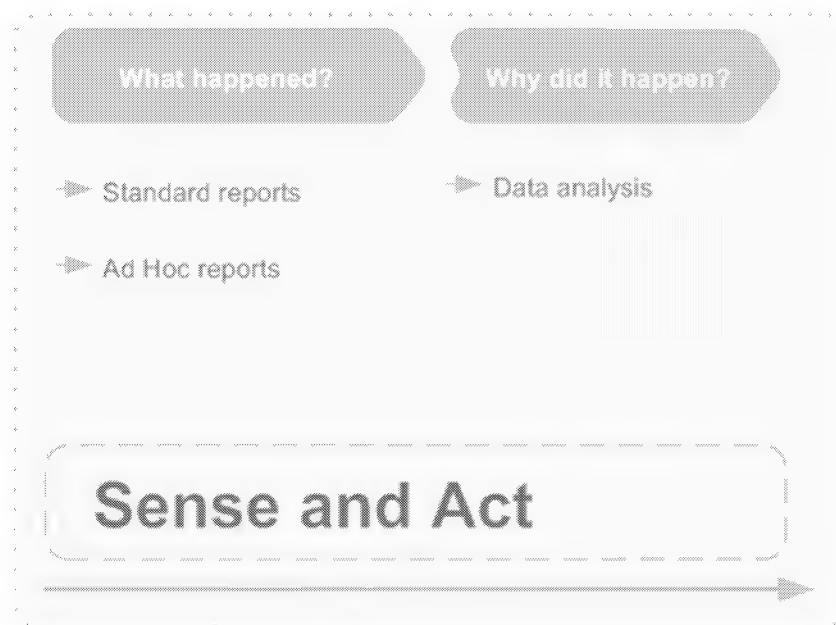 What happened?
Why did it happen?
Standard reports
Data analysis
Ad Hoc reports
Sense and Act